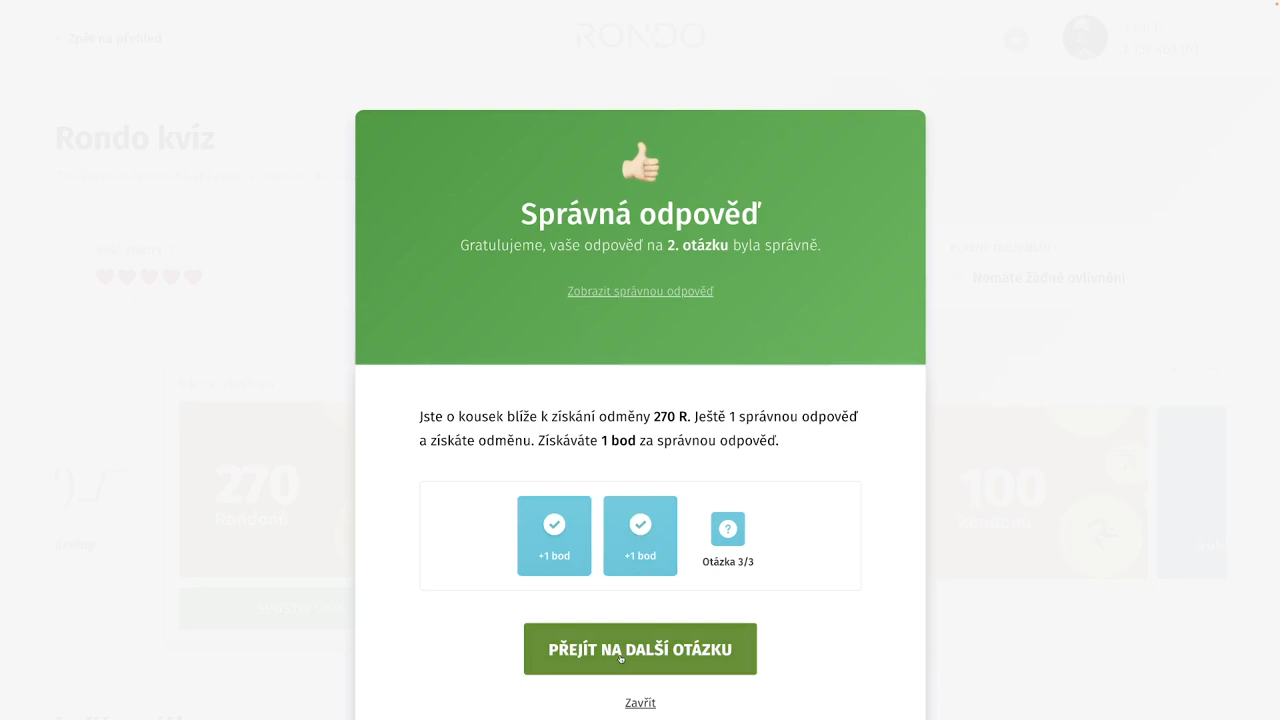 Zpět na přehled
RONDO
Rondo kvíz
Správná odpověď
Gratulujeme, vaše odpověď na 2. otázku byla správně.
Zobrazit správnou odpověď
Nemáte žádné ovlivnění
Jste o kousek blíže k získání odměny 270 R. Ještě 1 správnou odpověď
a získáte odměnu. Získáváte 1 bod za správnou odpověď.
270
Rondonů
100
+1 bod
+1 bod
Otázka 3/3
PŘEJÍT NA DALŠÍ OTÁZKU
Zavřít